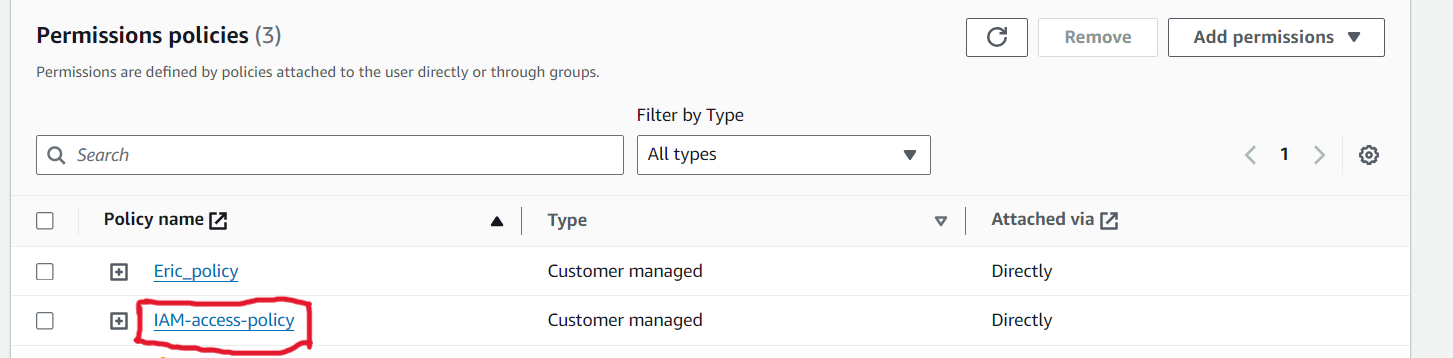 Permissions policies (3)
Remove
Add permissions
Permissions are defined by policies attached to the user directly or through groups.
Filter by Type
Search
All types
1
Policy name
Type
Attached via
Eric_policy
Customer managed
Directly
IAM-access-policy
Customer managed
Directly